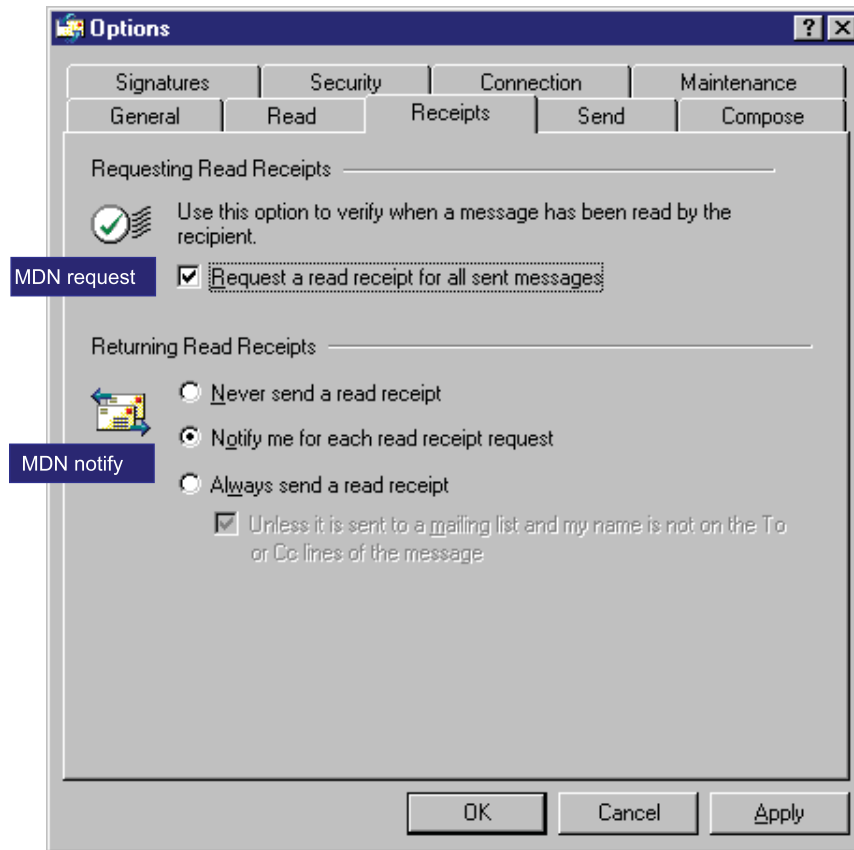 Options
Signatures Security Connection Maintenance
General Read Receipts Send Compose
Requesting Read Receipts
Use this option to verify when a message has been read by the
recipient.
MDN request
Request a read receipt for all sent messages
Returning Read Receipts
Never send a read receipt
Notify me for each read receipt request
MDN notify
Always send a read receipt
Unless it is sent to a mailing list and my name is not on the To
or Cc lines of the message
OK Cancel Apply